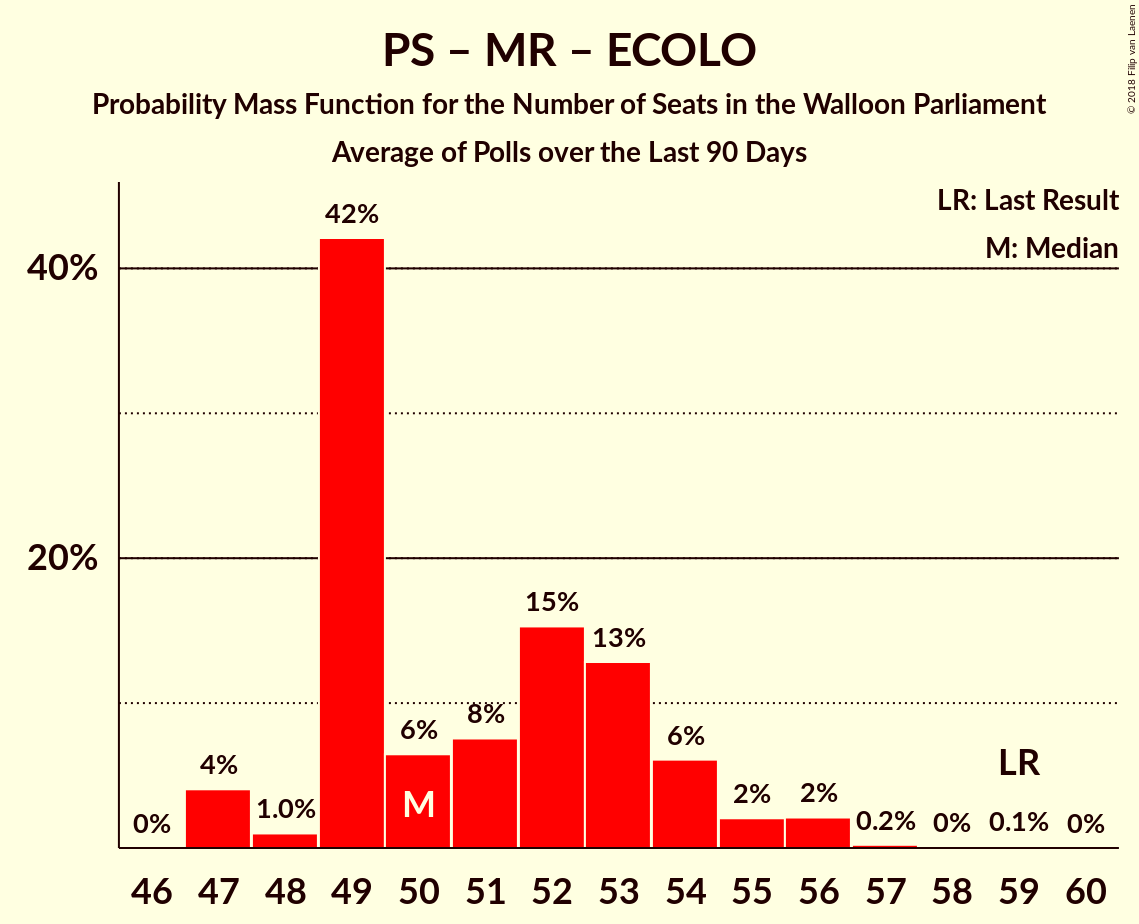 PS – MR – ECOLO
Probability Mass Function for the Number of Seats in the Walloon Parliament
Average of Polls over the Last 90 Days
© 2018 Filip van Laenen
LR: Last Result
M: Median
40%
20%
0%
4%
1.0%
42%
6%
8%
15%
13%
6%
2%
2%
0.2%
0%
0.1%
0%
M
LR
46 47 48 49 50 51 52 53 54 55 56 57 58 59 60